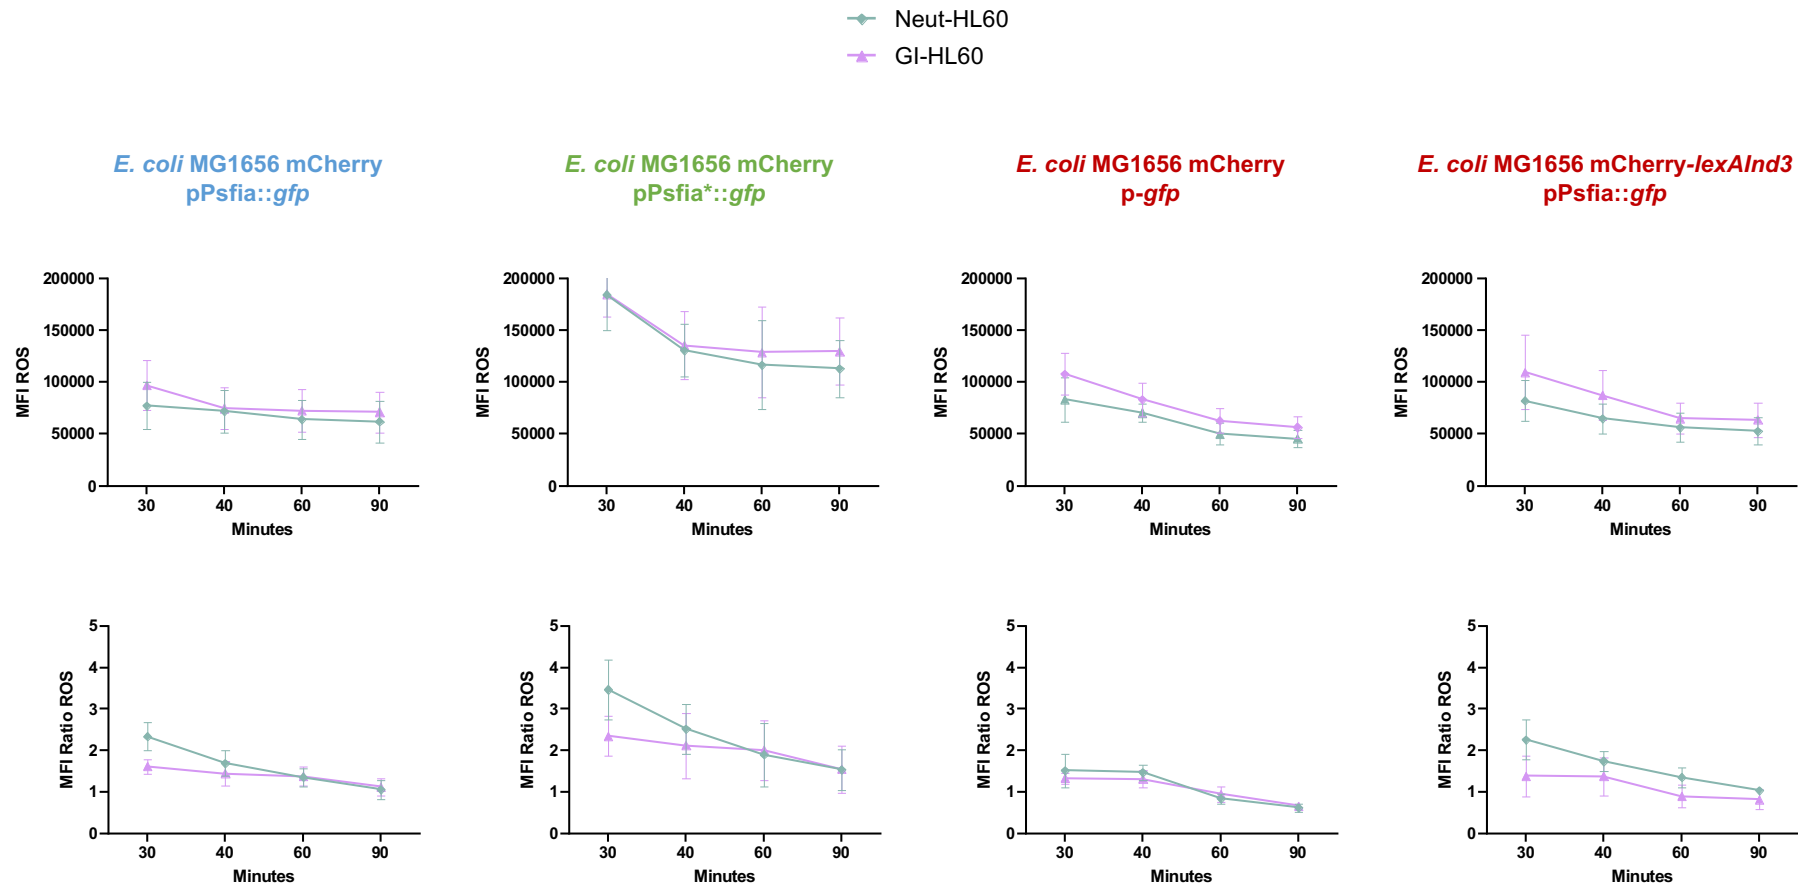 Neut-HL60
GI-HL60
E. coli MG1656 mCherry
pPsfia::gfp
E. coli MG1656 mCherry
pPsfia*::gfp
E. coli MG1656 mCherry
p-gfp
E. coli MG1656 mCherry-lexAInd3
pPsfia::gfp
MFI ROS
200000
150000
100000
50000
0
30 40 60 90
Minutes
MFI ROS
200000
150000
100000
50000
0
30 40 60 90
Minutes
MFI ROS
200000
150000
100000
50000
0
30 40 60 90
Minutes
MFI ROS
200000
150000
100000
50000
0
30 40 60 90
Minutes
MFI Ratio ROS
5
4
3
2
1
0
30 40 60 90
Minutes
MFI Ratio ROS
5
4
3
2
1
0
30 40 60 90
Minutes
MFI Ratio ROS
5
4
3
2
1
0
30 40 60 90
Minutes
MFI Ratio ROS
5
4
3
2
1
0
30 40 60 90
Minutes